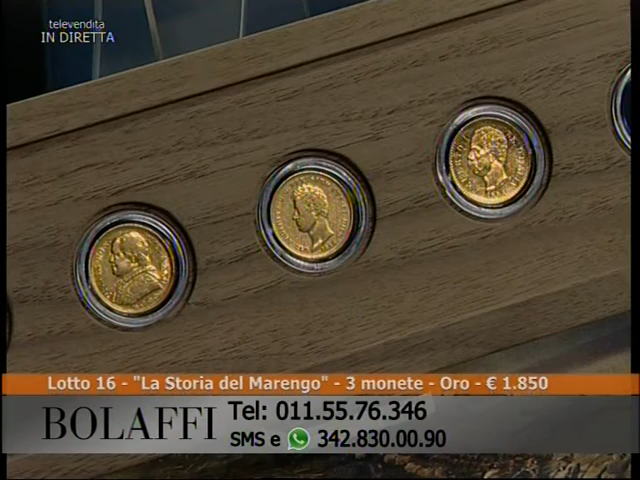 televendita
IN DIRETTA
Lotto 16 - "La Storia del Marengo" - 3 monete - Oro - € 1.850
BOLAFFI
Tel: 011.55.76.346
SMS e 342.830.00.90